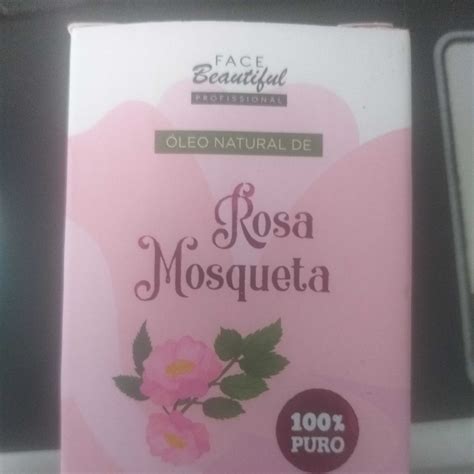 FACE
Beautiful
PROFISSIONAL
ÓLEO NATURAL DE
Rosa
Mosqueta
100%
PURO